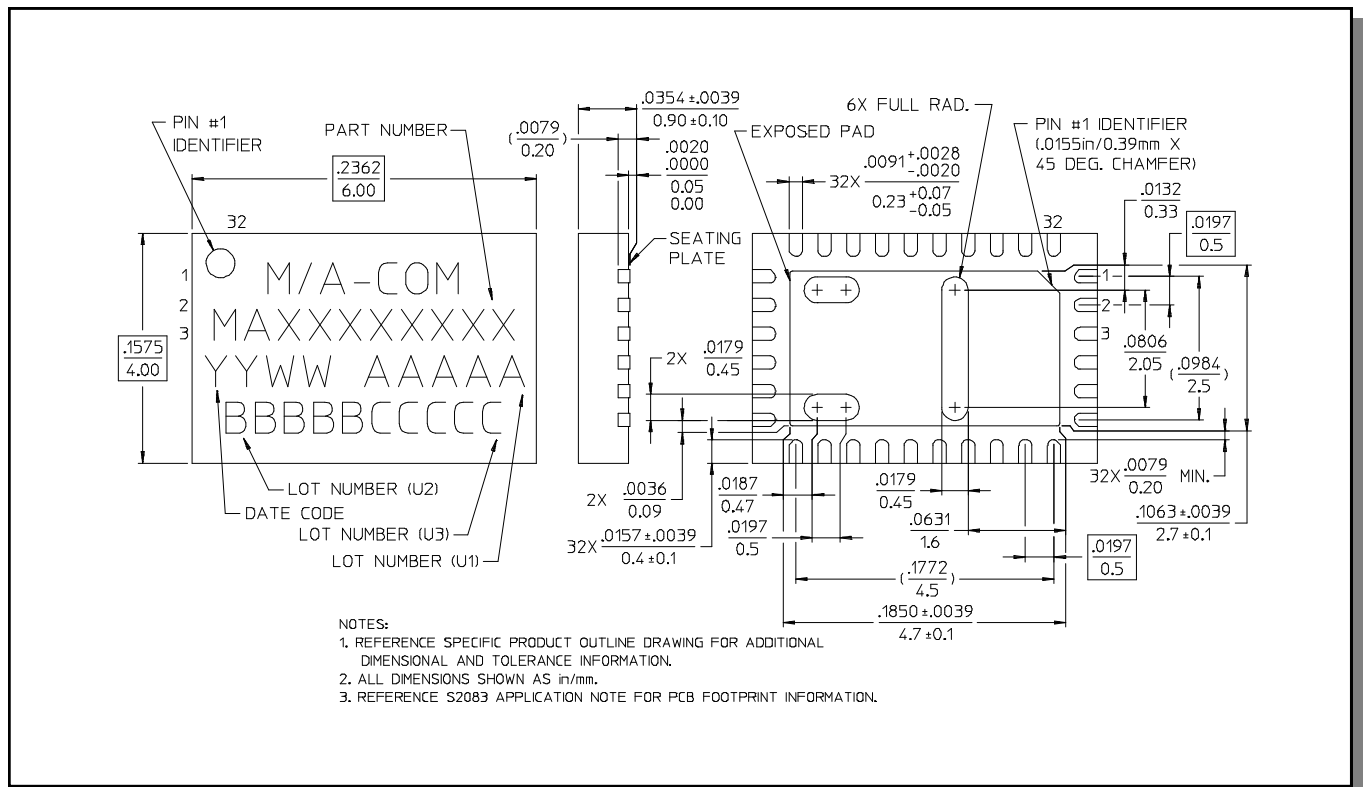 PIN #1
IDENTIFIER
PART NUMBER
.2362
6.00
32
1
2
3
.1575
4.00
M/A-COM
MAXXXXXXXXX
YYWW AAAAA
BBBBBCCCCC
LOT NUMBER (U2)
DATE CODE
LOT NUMBER (U3)
LOT NUMBER (U1)
.0354±.0039
0.90±0.10
(.0079)
0.20
.0020
.0000
0.05
0.00
SEATING
PLATE
EXPOSED PAD
6X FULL RAD.
32X .0091 +.0028
-.0020
0.23 +0.07
-0.05
PIN #1 IDENTIFIER
(.0155in/0.39mm X
45 DEG. CHAMFER)
32
.0132
0.33
.0197
0.5
1
2
3
2X .0179
0.45
.0806
2.05
(.0984)
2.5
2X .0036
0.09
32X .0157±.0039
0.4±0.1
.0187
0.47
.0197
0.5
.0179
0.45
.0631
1.6
32X .0079 MIN.
0.20
.1063±.0039
2.7±0.1
.0197
0.5
(.1772)
4.5
.1850±.0039
4.7±0.1
NOTES:
1. REFERENCE SPECIFIC PRODUCT OUTLINE DRAWING FOR ADDITIONAL
DIMENSIONAL AND TOLERANCE INFORMATION.
2. ALL DIMENSIONS SHOWN AS in/mm.
3. REFERENCE S2083 APPLICATION NOTE FOR PCB FOOTPRINT INFORMATION.